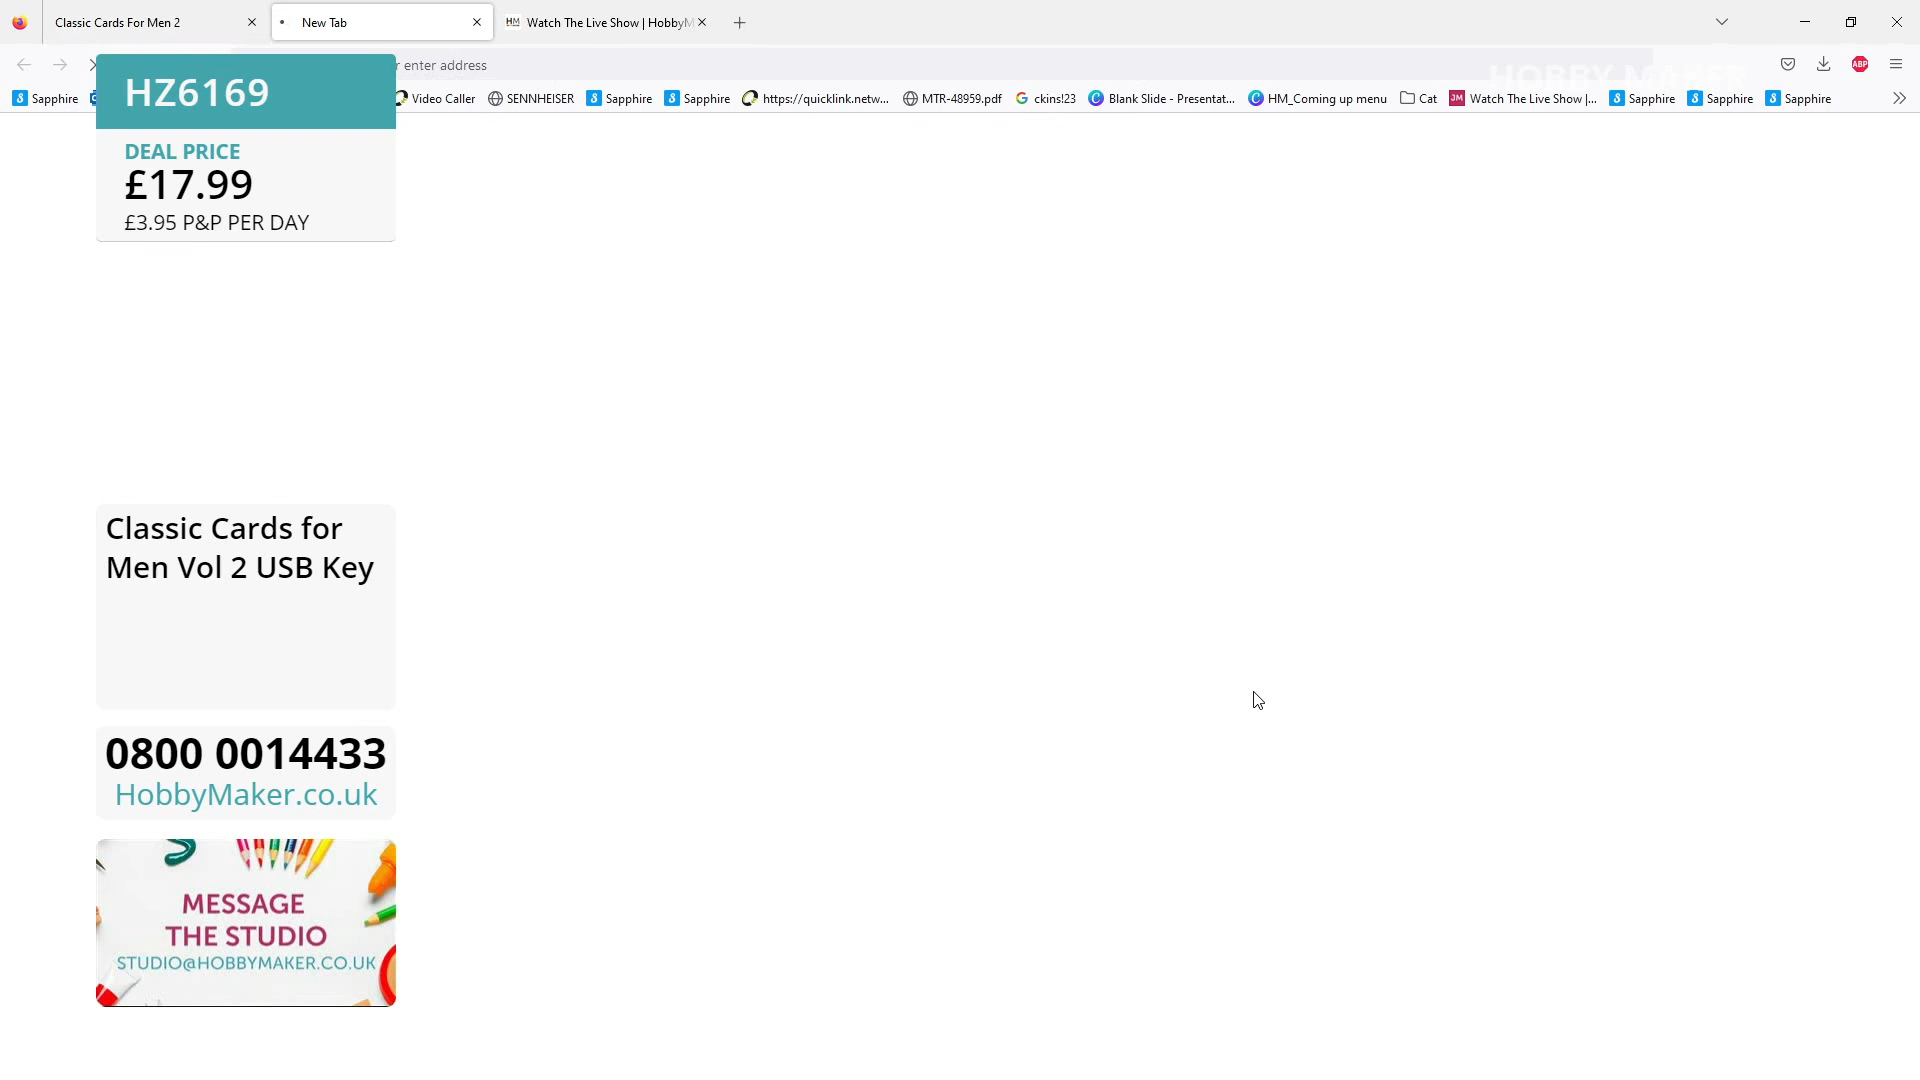 Classic Cards For Men 2
New Tab
Watch The Live Show | HobbyM
r enter address
HOBBY MAKER
ABP
Sapphire
Video Caller
SENNHEISER
Sapphire
Sapphire
https://quicklink.netw...
MTR-48959.pdf
ckins!23
Blank Slide - Presentat...
HM_Coming up menu
Cat
Watch The Live Show |...
Sapphire
Sapphire
Sapphire
HZ6169
DEAL PRICE
£17.99
£3.95 P&P PER DAY
Classic Cards for
Men Vol 2 USB Key
0800 0014433
HobbyMaker.co.uk
MESSAGE
THE STUDIO
STUDIO@HOBBYMAKER.CO.UK